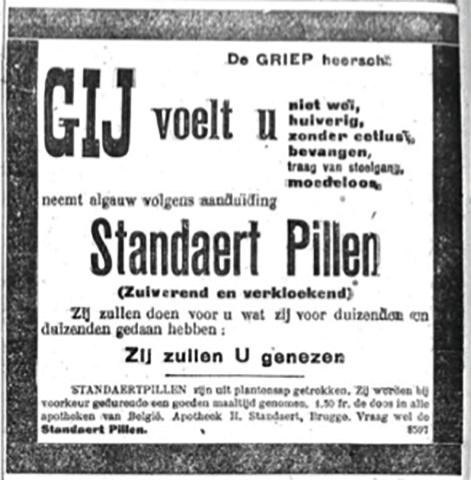 De GRIEP heerscht
GIJ voelt u
niet wel,
huiverig,
zonder eetlust,
bevangen,
traag van stoelgang,
moedeloos,
neemt algauw volgens aanduiding
Standaert Pillen
(Zuiverend en verkloekend)
Zij zullen doen voor u wat zij voor duizenden en
duizenden gedaan hebben:
Zij zullen U genezen
STANDAERTPILLEN zijn uit plantensap getrokken. Zij worden bij
voorkeur gedurende een goeden maaltijd genomen. 4.50 fr. de doos in alle
apotheken van België. Apotheek H. Standaert, Brugge. Vraag wel de
Standaert Pillen.